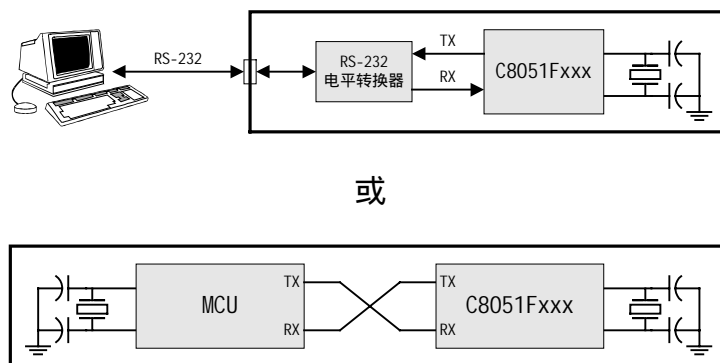 RS-232
RS-232
电平转换器
TX
RX
C8051Fxxx
或
MCU
TX
RX
TX
RX
C8051Fxxx